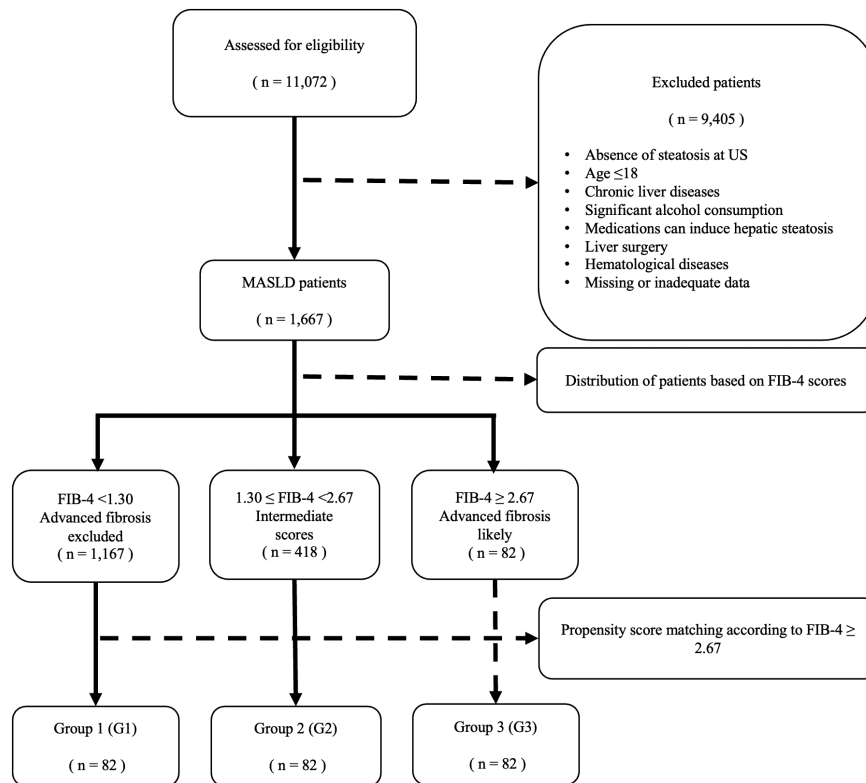 Assessed for eligibility
( n = 11,072 )
Excluded patients
( n = 9,405 )
• Absence of steatosis at US
• Age ≤18
• Chronic liver diseases
• Significant alcohol consumption
• Medications can induce hepatic steatosis
• Liver surgery
• Hematological diseases
• Missing or inadequate data
MASLD patients
( n = 1,667 )
Distribution of patients based on FIB-4 scores
FIB-4 <1.30
Advanced fibrosis
excluded
( n = 1,167 )
1.30 ≤ FIB-4 <2.67
Intermediate
scores
( n = 418 )
FIB-4 ≥ 2.67
Advanced fibrosis
likely
( n = 82 )
Propensity score matching according to FIB-4 ≥
2.67
Group 1 (G1)
( n = 82 )
Group 2 (G2)
( n = 82 )
Group 3 (G3)
( n = 82 )